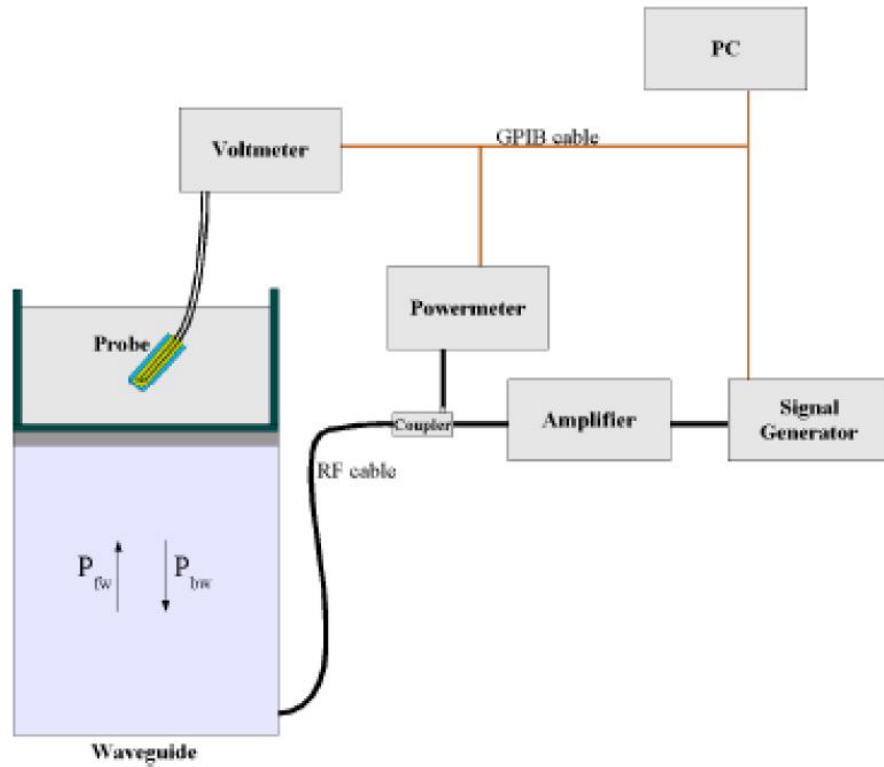 PC
GPIB cable
Voltmeter
Powermeter
Probe
Coupler
Amplifier
Signal
Generator
RF cable
P fw
P bw
Waveguide